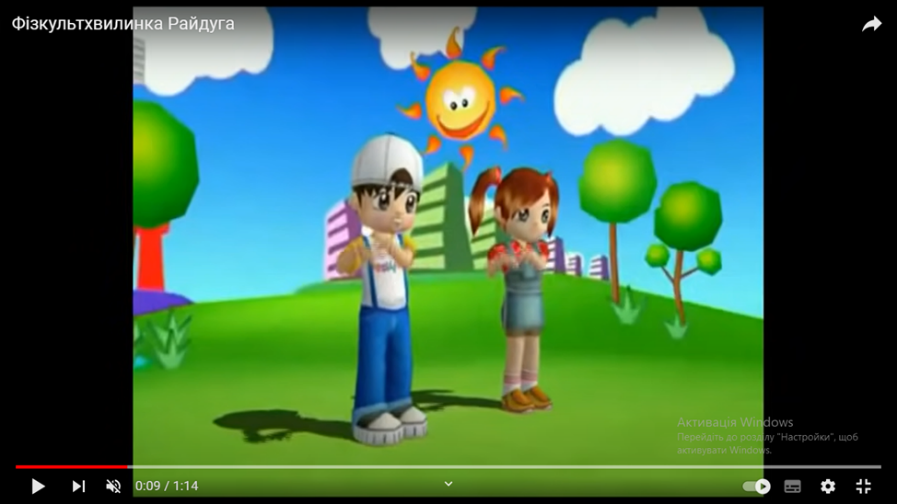 Фізкультхвилинка Райдуга
Активація Windows
Перейдіть до розділу "Настройки", щоб
активувати Windows.
0:09 / 1:14